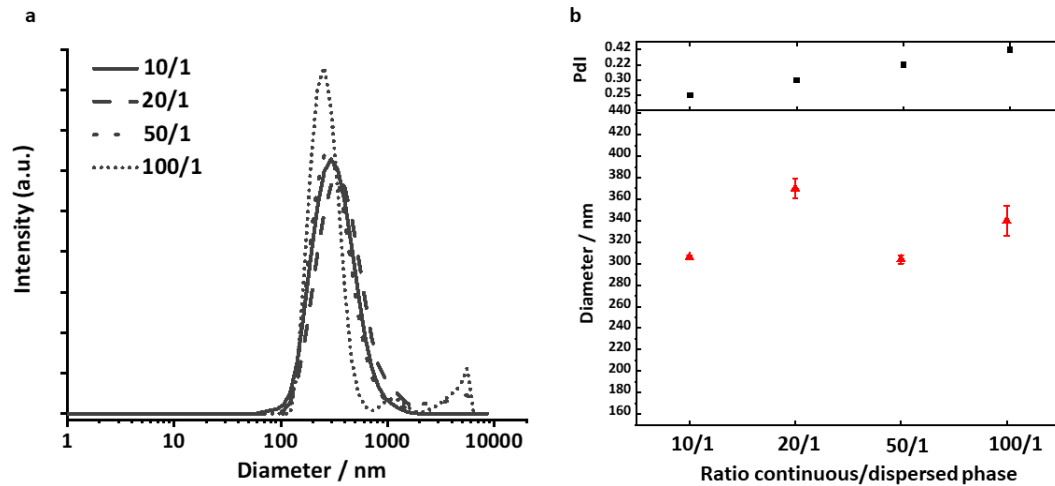 a
10/1
20/1
50/1
100/1
Intensity (a.u.)
1 10 100 1000 10000
Diameter / nm
b
PdI
0.42
0.22
0.30
0.25
Diameter / nm
440
420
400
380
360
340
320
300
280
260
240
220
200
180
160
10/1 20/1 50/1 100/1
Ratio continuous/dispersed phase